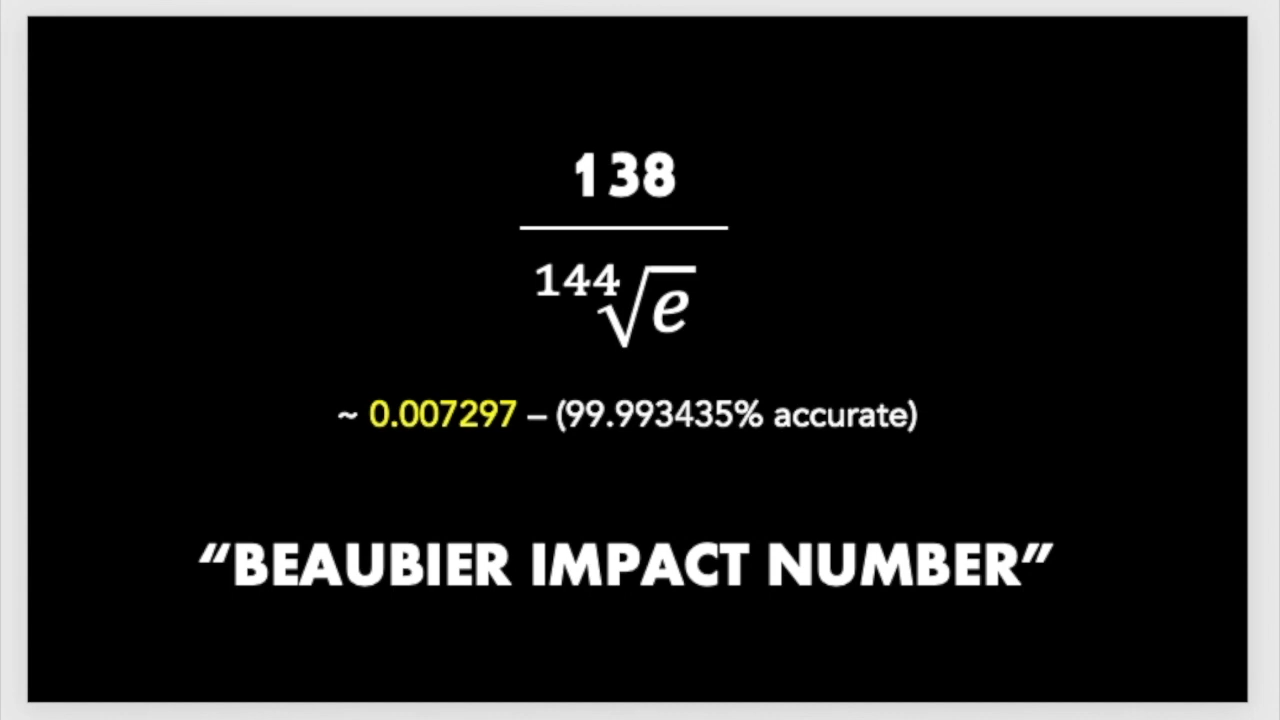 138
144√e
~ 0.007297 – (99.993435% accurate)
“BEAUBIER IMPACT NUMBER”